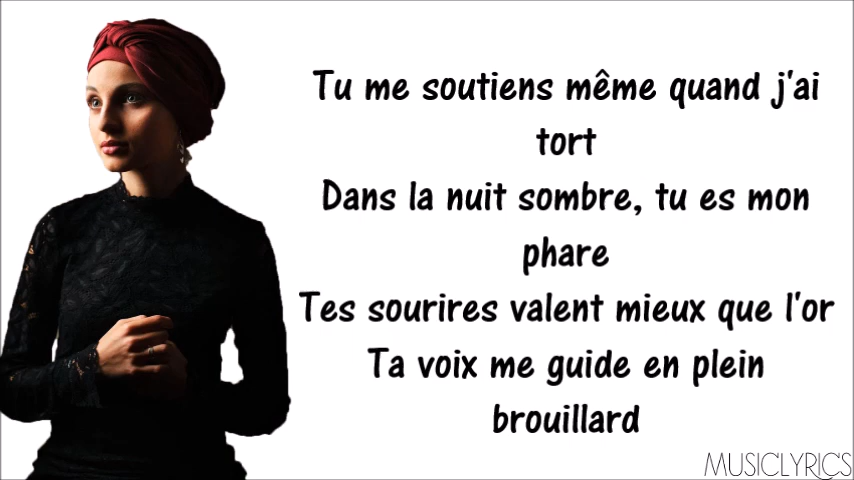 Tu me soutiens même quand j'ai
tort
Dans la nuit sombre, tu es mon
phare
Tes sourires valent mieux que l'or
Ta voix me guide en plein
brouillard
MUSICLYRICS